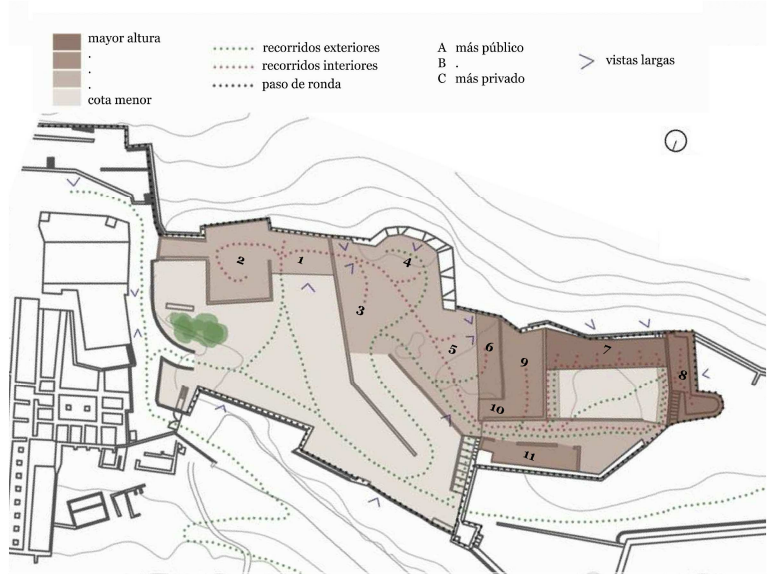 mayor altura
.
.
.
cota menor
recorridos exteriores
recorridos interiores
paso de ronda
A más público
B .
C más privado
vistas largas
1
2
3
4
5
6
7
8
9
10
11